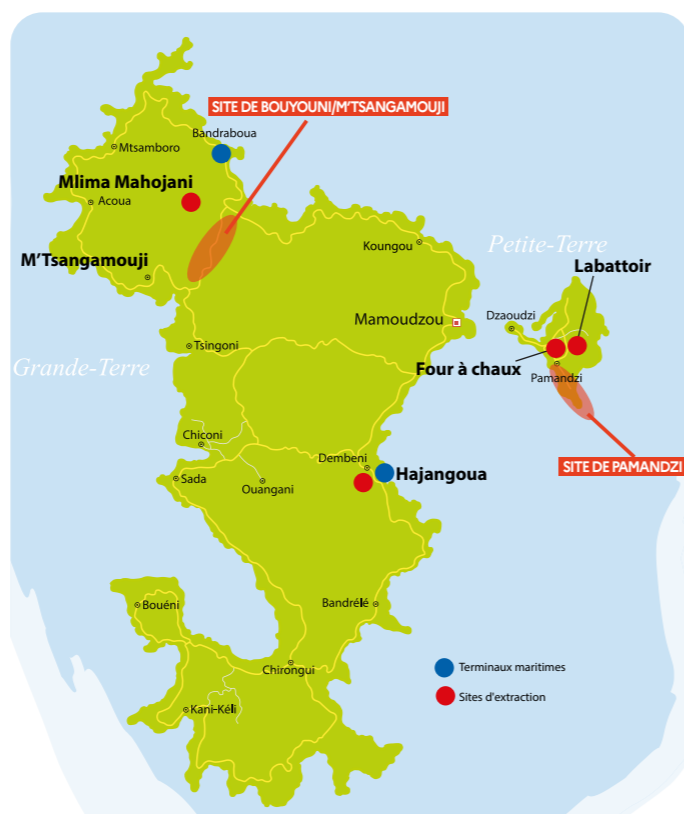 SITE DE BOUYOUNI/M'TSANGAMOUJI
Bandraboua
Mtsamboro
Mlima Mahojani
Acoua
Koungou
Petite-Terre
M'Tsangamouji
Labattoir
Dzaoudzi
Mamoudzou
Tsingoni
Grande-Terre
Four à chaux
Pamandzi
Chiconi
Dembeni
SITE DE PAMANDZI
Hajangoua
Sada
Ouangani
Bouéni
Bandrélé
Chirongui
Terminaux maritimes
Sites d'extraction
Kani-Kéli